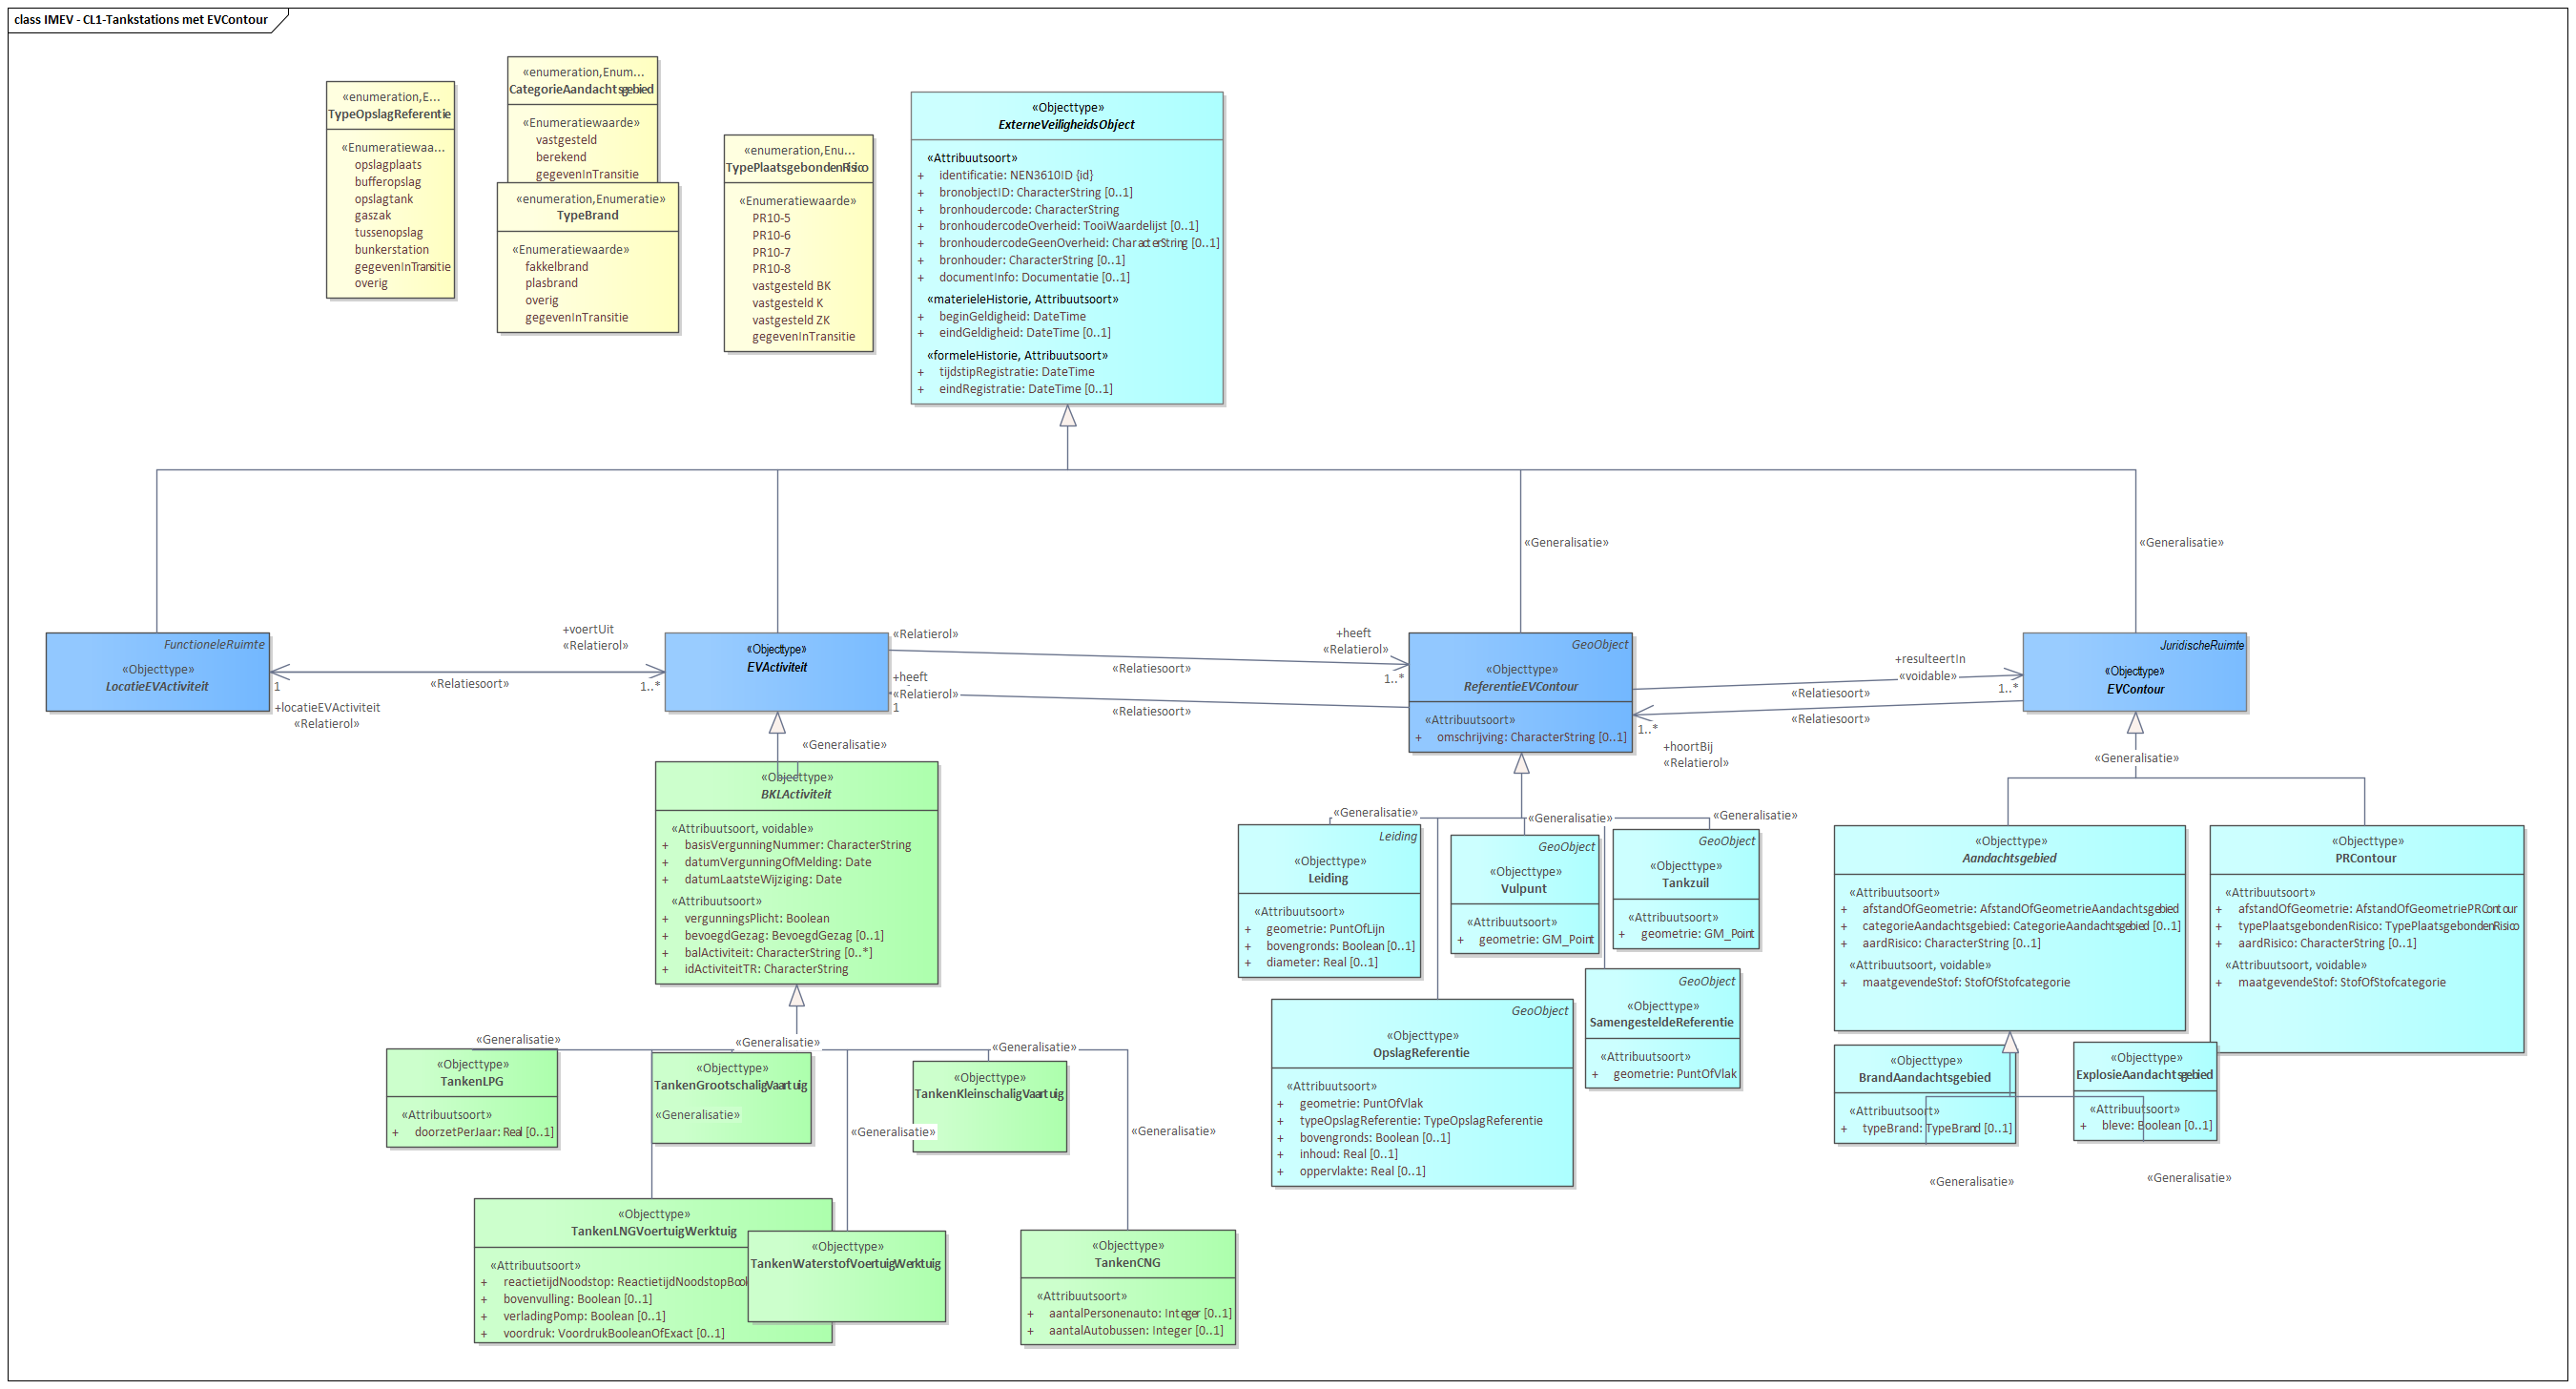 class IMEV - CL1-Tankstations met EVContour
«enumeration,E...
TypeOpslagReferentie
«Enumeratiewaa...
opslagplaats
bufferopslag
opslagtank
gaszak
tussenopslag
bunkerstation
gegevenInTransitie
overig
«enumeration,Enum...
CategorieAandachtsgebied
«Enumeratiewaarde»
vastgesteld
berekend
gegevenInTransitie
«enumeration,Enumeratie»
TypeBrand
«Enumeratiewaarde»
fakkelbrand
plasbrand
overig
gegevenInTransitie
«enumeration,Enu...
TypePlaatsgebondenRisico
«Enumeratiewaarde»
PR10-5
PR10-6
PR10-7
PR10-8
vastgesteld BK
vastgesteld K
vastgesteld ZK
gegevenInTransitie
«Objecttype»
ExterneVeiligheidsObject
«Attribuutsoort»
+ identificatie: NEN3610ID {id}
+ bronobjectID: CharacterString [0..1]
+ bronhoudercode: CharacterString
+ bronhoudercodeOverheid: TooiWaardelijst [0..1]
+ bronhoudercodeGeenOverheid: CharacterString [0..1]
+ bronhouder: CharacterString [0..1]
+ documentInfo: Documentatie [0..1]
«materieleHistorie, Attribuutsoort»
+ beginGeldigheid: DateTime
+ eindGeldigheid: DateTime [0..1]
«formeleHistorie, Attribuutsoort»
+ tijdstipRegistratie: DateTime
+ eindRegistratie: DateTime [0..1]
«Generalisatie»
«Generalisatie»
FunctioneleRuimte
«Objecttype»
LocatieEVActiviteit
1
+locatieEVActiviteit
«Relatierol»
«Relatiesoort»
+voertUit
«Relatierol»
1..*
«Objecttype»
EVActiviteit
«Relatierol»
+heeft
«Relatierol»
1
«Relatiesoort»
«Relatiesoort»
+heeft
«Relatierol»
1..*
GeoObject
«Objecttype»
ReferentieEVContour
«Attribuutsoort»
+ omschrijving: CharacterString [0..1]
1..*
+hoortBij
«Relatierol»
«Relatiesoort»
«Relatiesoort»
+resulteertIn
«voidable»
1..*
JuridischeRuimte
«Objecttype»
EVContour
«Generalisatie»
«Objecttype»
BKLActiviteit
«Attribuutsoort, voidable»
+ basisVergunningNummer: CharacterString
+ datumVergunningOfMelding: Date
+ datumLaatsteWijziging: Date
«Attribuutsoort»
+ vergunningsPlicht: Boolean
+ bevoegdGezag: BevoegdGezag [0..1]
+ balActiviteit: CharacterString [0..*]
+ idActiviteitTR: CharacterString
«Generalisatie»
«Generalisatie»
«Generalisatie»
«Generalisatie»
Leiding
«Objecttype»
Leiding
«Attribuutsoort»
+ geometrie: PuntOfLijn
+ bovengronds: Boolean [0..1]
+ diameter: Real [0..1]
GeoObject
«Objecttype»
Vulpunt
«Attribuutsoort»
+ geometrie: GM_Point
GeoObject
«Objecttype»
Tankzuil
«Attribuutsoort»
+ geometrie: GM_Point
GeoObject
«Objecttype»
OpslagReferentie
«Attribuutsoort»
+ geometrie: PuntOfVlak
+ typeOpslagReferentie: TypeOpslagReferentie
+ bovengronds: Boolean [0..1]
+ inhoud: Real [0..1]
+ oppervlakte: Real [0..1]
GeoObject
«Objecttype»
SamengesteldeReferentie
«Attribuutsoort»
+ geometrie: PuntOfVlak
«Objecttype»
Aandachtsgebied
«Attribuutsoort»
+ afstandOfGeometrie: AfstandOfGeometrieAandachtsgebied
+ categorieAandachtsgebied: CategorieAandachtsgebied [0..1]
+ aardRisico: CharacterString [0..1]
«Attribuutsoort, voidable»
+ maatgevendeStof: StofOfStofcategorie
«Objecttype»
PRContour
«Attribuutsoort»
+ afstandOfGeometrie: AfstandOfGeometriePRContour
+ typePlaatsgebondenRisico: TypePlaatsgebondenRisico
+ aardRisico: CharacterString [0..1]
«Attribuutsoort, voidable»
+ maatgevendeStof: StofOfStofcategorie
«Objecttype»
BrandAandachtsgebied
«Attribuutsoort»
+ typeBrand: TypeBrand [0..1]
«Objecttype»
ExplosieAandachtsgebied
«Attribuutsoort»
+ bleve: Boolean [0..1]
«Generalisatie»
«Generalisatie»
«Generalisatie»
«Generalisatie»
«Generalisatie»
«Objecttype»
TankenLPG
«Attribuutsoort»
+ doorzetPerJaar: Real [0..1]
«Objecttype»
TankenGrootschaligVaartuig
«Generalisatie»
«Generalisatie»
«Objecttype»
TankenKleinschaligVaartuig
«Generalisatie»
«Objecttype»
TankenLNGVoertuigWerktuig
«Attribuutsoort»
+ reactietijdNoodstop: ReactietijdNoodstopBool
+ bovenvulling: Boolean [0..1]
+ verladingPomp: Boolean [0..1]
+ voordruk: VoordrukBooleanOfExact [0..1]
«Objecttype»
TankenWaterstofVoertuigWerktuig
«Objecttype»
TankenCNG
«Attribuutsoort»
+ aantalPersonenauto: Integer [0..1]
+ aantalAutobussen: Integer [0..1]